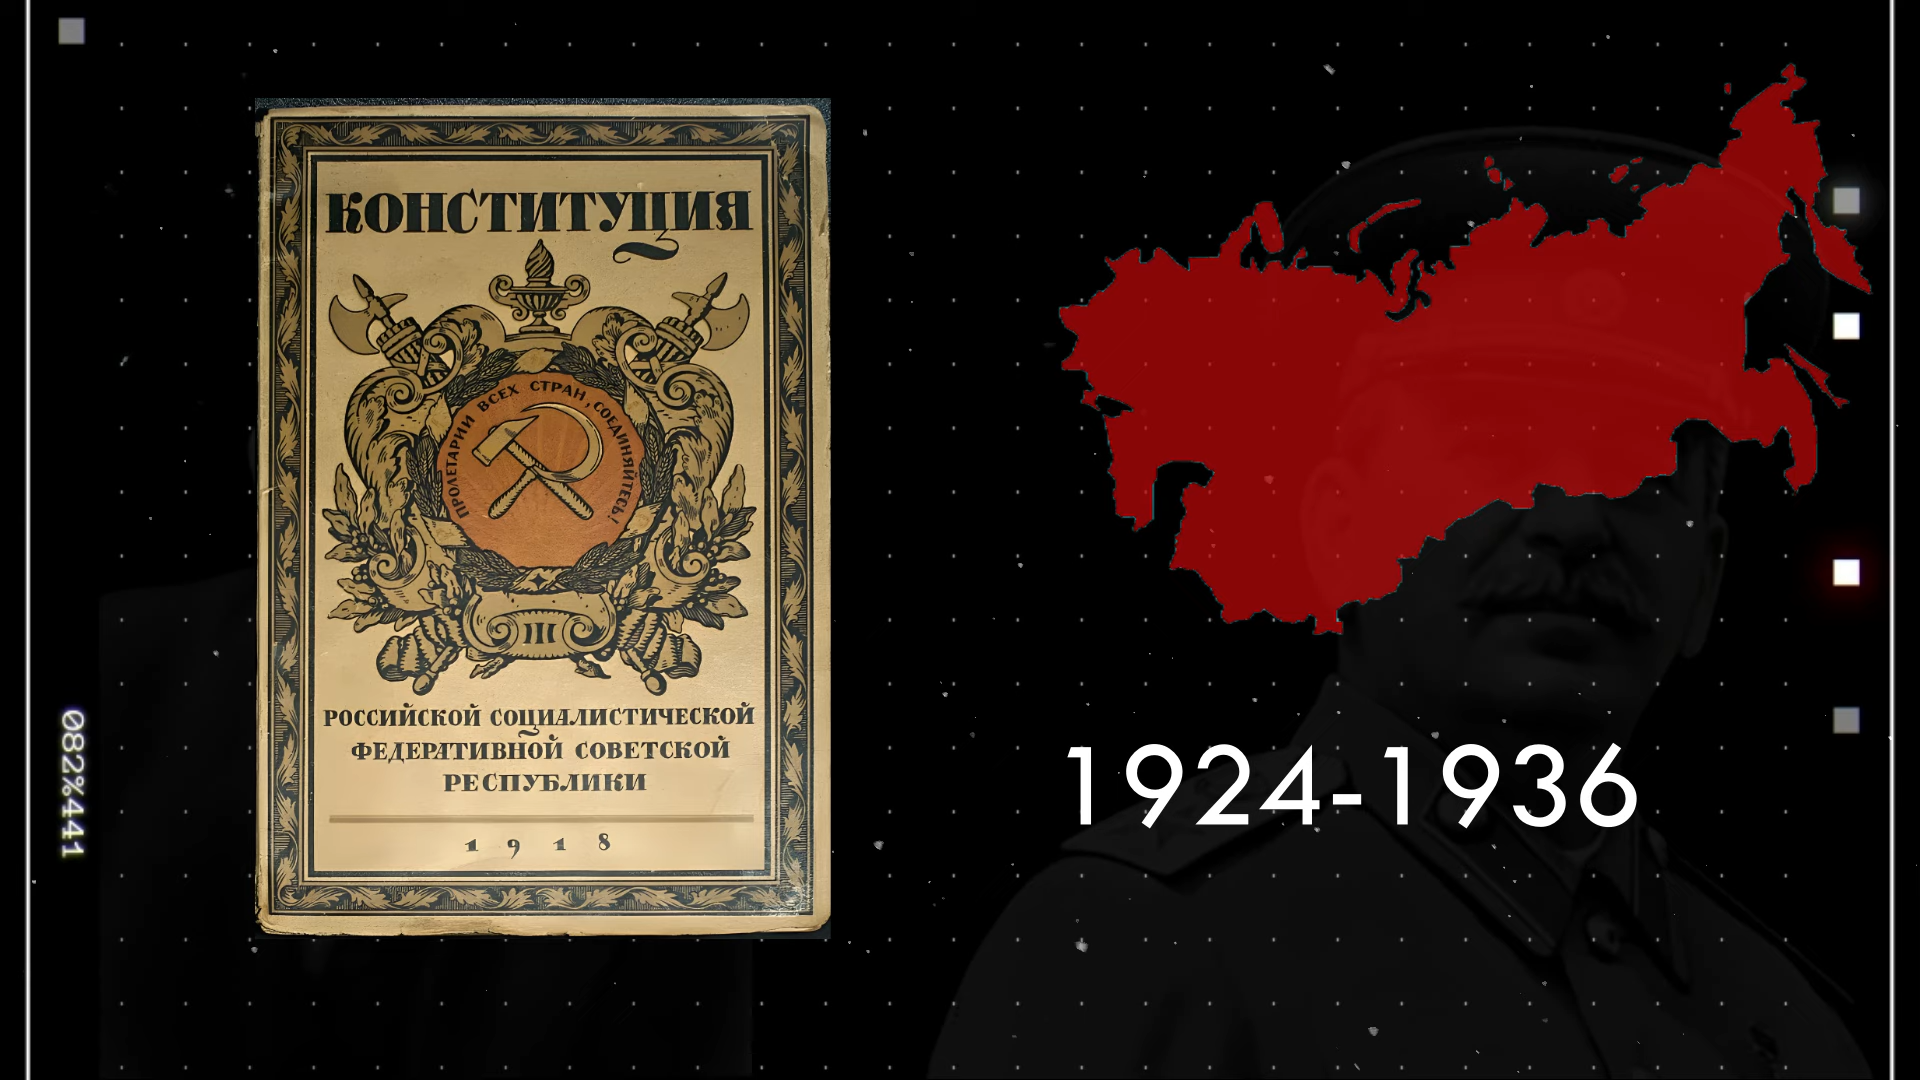 КОНСТИТУЦИЯ
ПРОЛЕТАРИИ ВСЕХ СТРАН, СОЕДИНЯЙТЕСЬ!
РОССИЙСКОЙ СОЦИАЛИСТИЧЕСКОЙ
ФЕДЕРАТИВНОЙ СОВЕТСКОЙ
РЕСПУБЛИКИ
1918
1924-1936
082%441